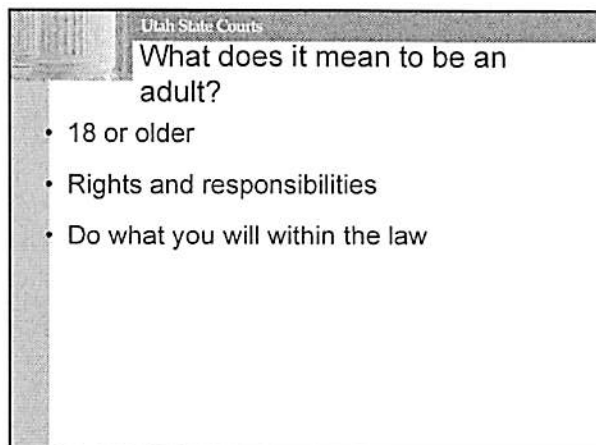 Utah State Courts
What does it mean to be an
adult?
• 18 or older
• Rights and responsibilities
• Do what you will within the law